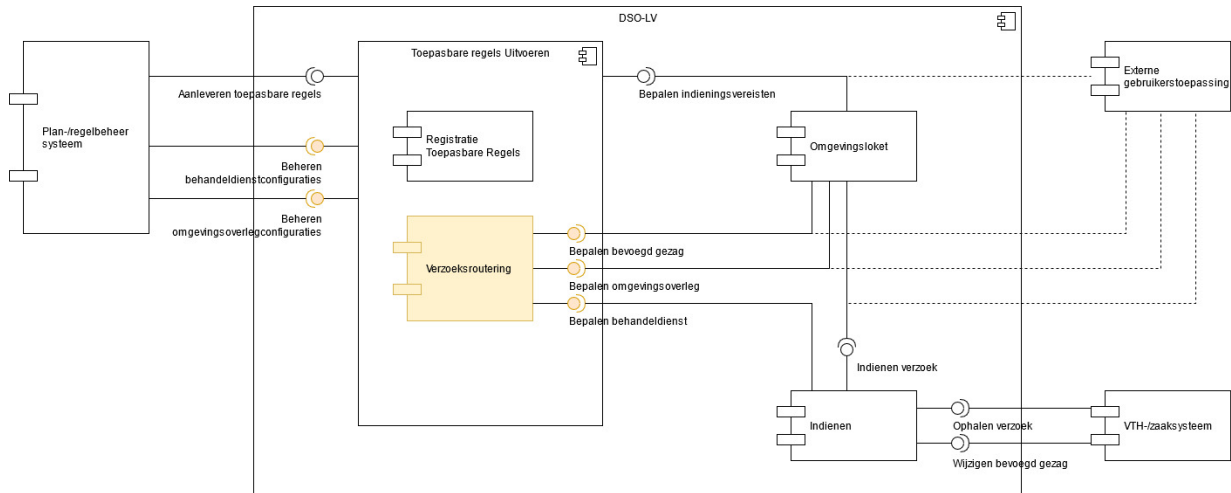 DSO-LV
Toepasbare regels Uitvoeren
Externe
gebruikerstoepassing
Aanleveren toepasbare regels
Bepalen indieningsvereisten
Plan-/regelbeheer
systeem
Registratie
Toepasbare Regels
Omgevingsloket
Beheren
behandeldienstconfiguraties
Beheren
omgevingsoverlegconfiguraties
Bepalen bevoegd gezag
Verzoeksroutering
Bepalen omgevingsoverleg
Bepalen behandeldienst
Indienen verzoek
Indienen
Ophalen verzoek
VTH-/zaaksysteem
Wijzigen bevoegd gezag